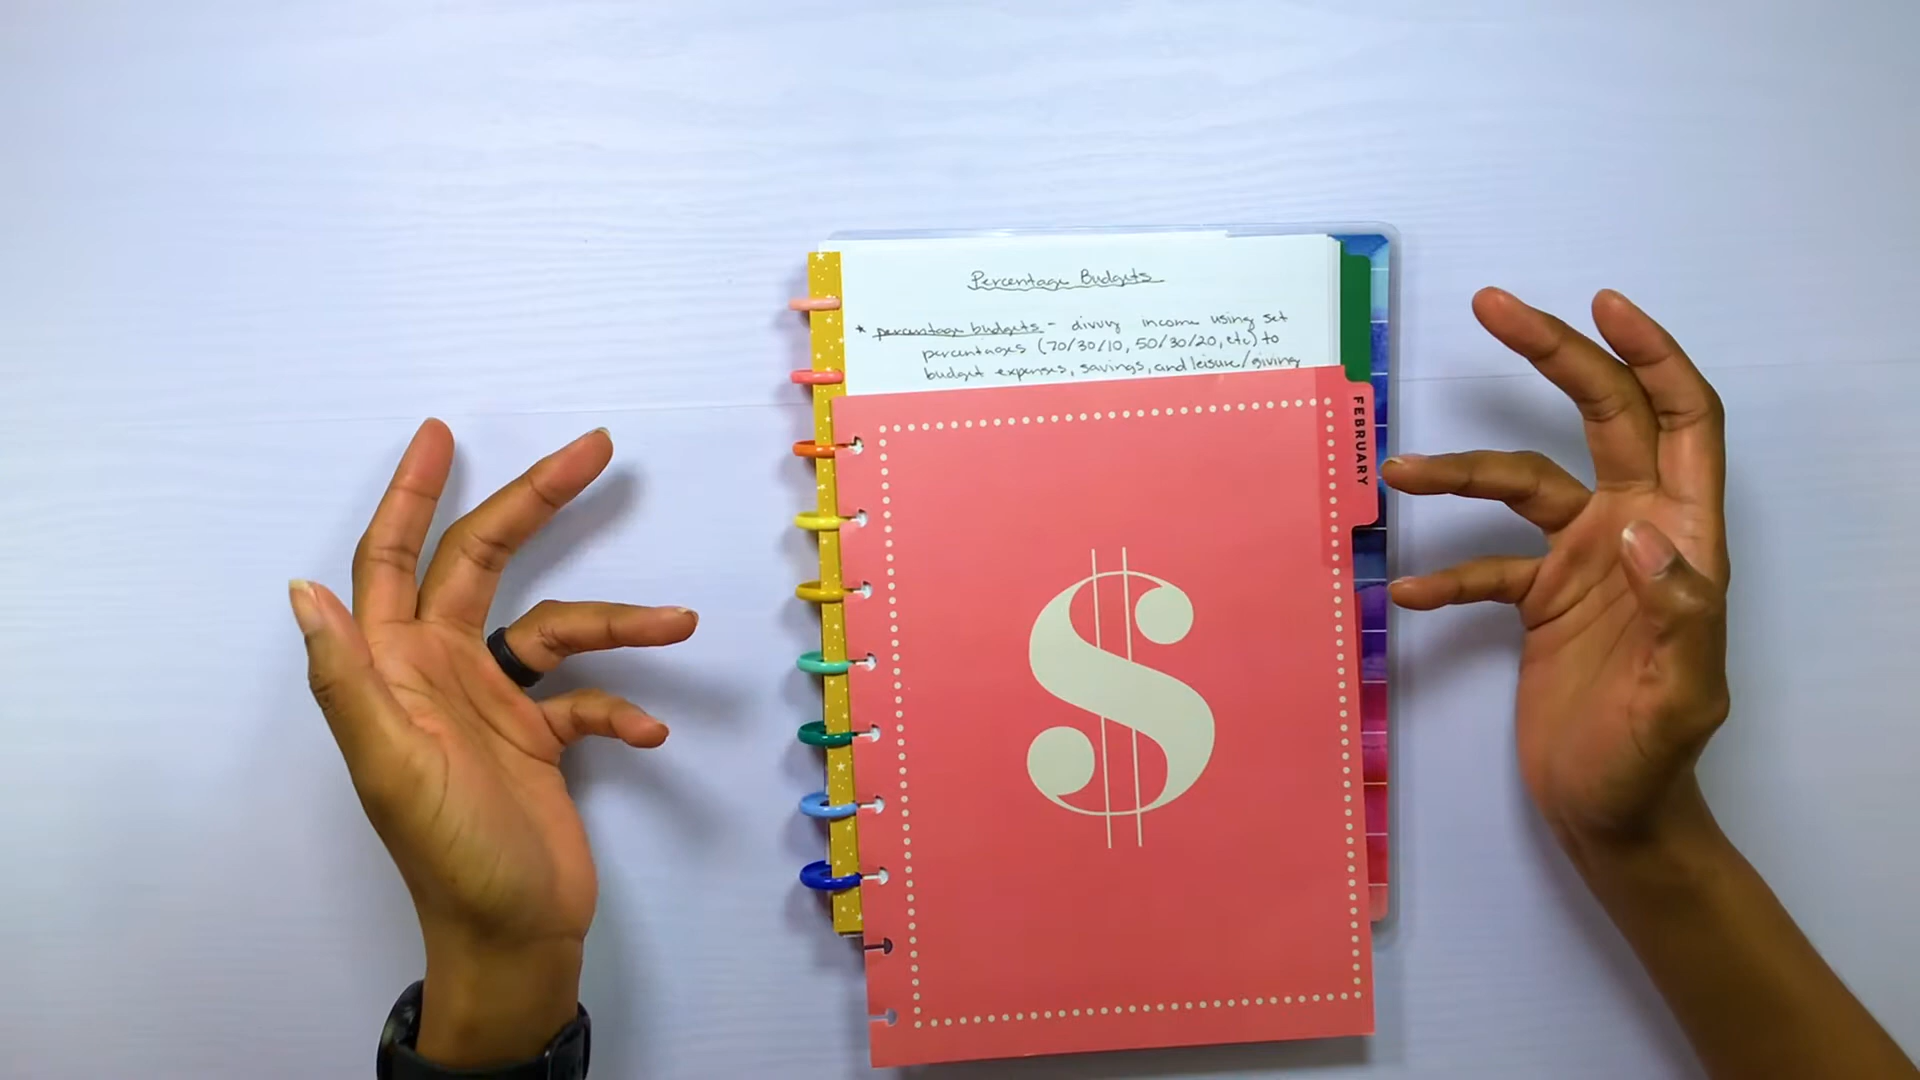 Percentage Budgets
* percentage budgets - divvy income using set
percentages (70/30/10, 50/30/20, etc) to
budget expenses, savings, and leisure/giving
FEBRUARY
$